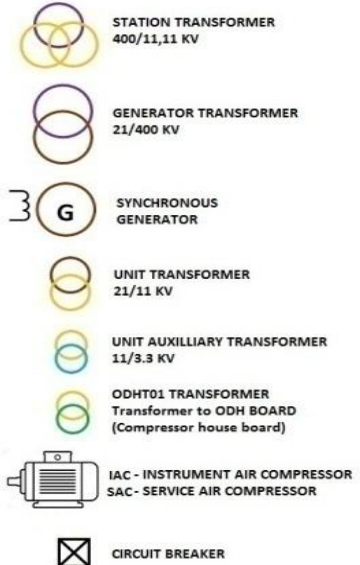 STATION TRANSFORMER
400/11,11 KV
GENERATOR TRANSFORMER
21/400 KV
G
SYNCHRONOUS
GENERATOR
UNIT TRANSFORMER
21/11 KV
UNIT AUXILLIARY TRANSFORMER
11/3.3 KV
ODHT01 TRANSFORMER
Transformer to ODH BOARD
(Compressor house board)
IAC - INSTRUMENT AIR COMPRESSOR
SAC - SERVICE AIR COMPRESSOR
CIRCUIT BREAKER